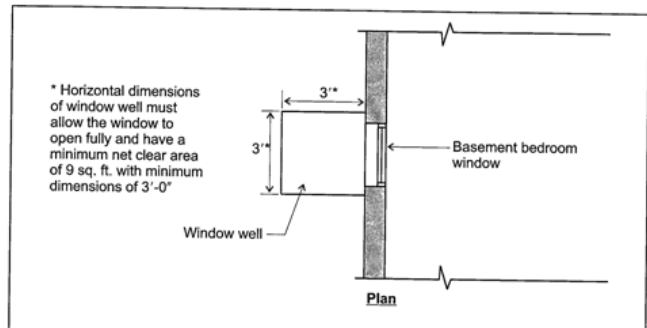 * Horizontal dimensions
of window well must
allow the window to
open fully and have a
minimum net clear area
of 9 sq. ft. with minimum
dimensions of 3'-0"
3'*
3'*
Basement bedroom
window
Window well
Plan